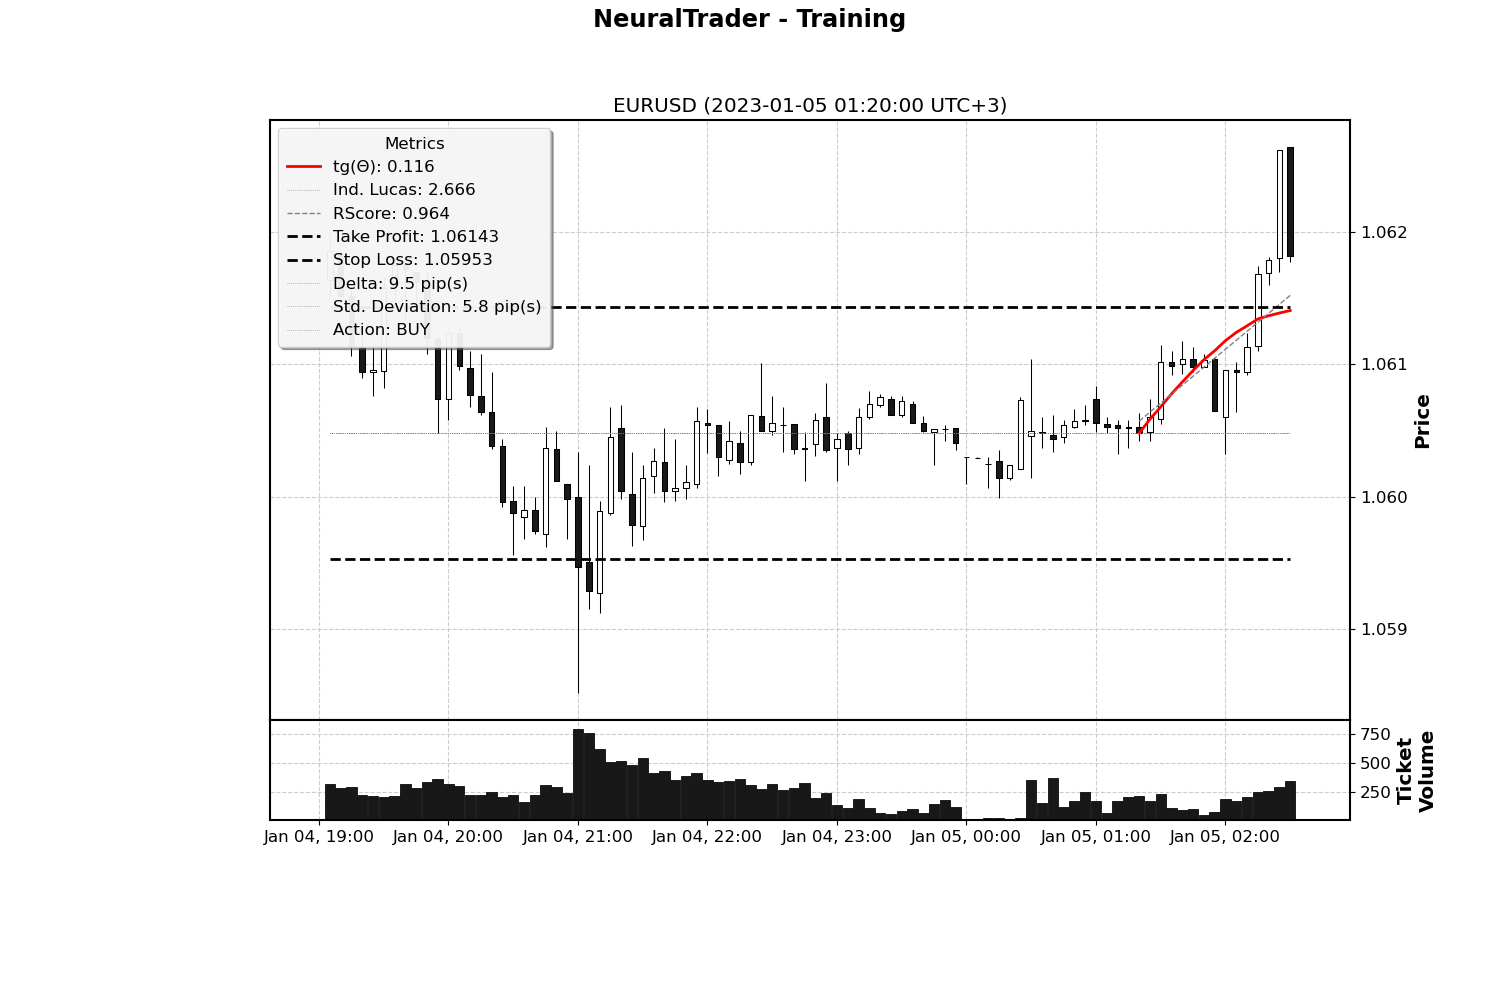 NeuralTrader - Training
EURUSD (2023-01-05 01:20:00 UTC+3)
Metrics
tg(Θ): 0.116
Ind. Lucas: 2.666
RScore: 0.964
Take Profit: 1.06143
Stop Loss: 1.05953
Delta: 9.5 pip(s)
Std. Deviation: 5.8 pip(s)
Action: BUY
1.062
1.061
1.060
1.059
Price
750
500
250
Ticket
Volume
Jan 04, 19:00
Jan 04, 20:00
Jan 04, 21:00
Jan 04, 22:00
Jan 04, 23:00
Jan 05, 00:00
Jan 05, 01:00
Jan 05, 02:00